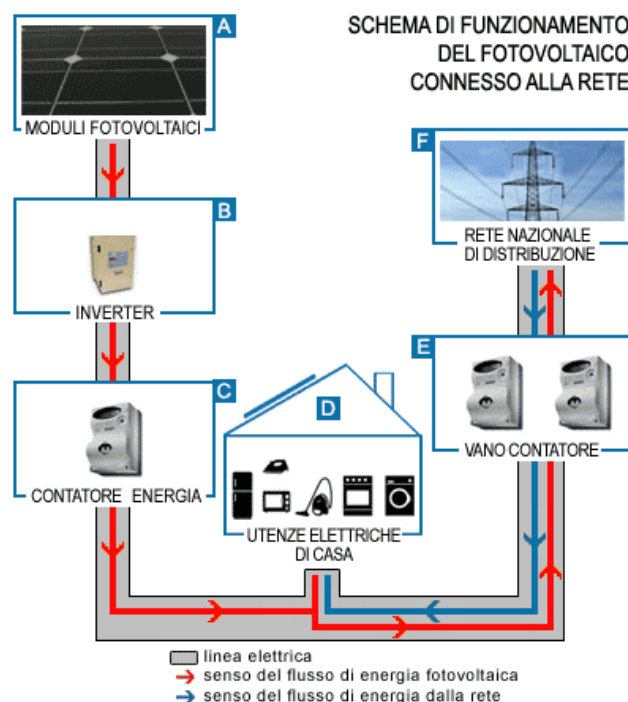 SCHEMA DI FUNZIONAMENTO
DEL FOTOVOLTAICO
CONNESSO ALLA RETE
A
MODULI FOTOVOLTAICI
B
INVERTER
C
CONTATORE ENERGIA
D
UTENZE ELETTRICHE
DI CASA
F
RETE NAZIONALE
DI DISTRIBUZIONE
E
VANO CONTATORE
linea elettrica
senso del flusso di energia fotovoltaica
senso del flusso di energia dalla rete